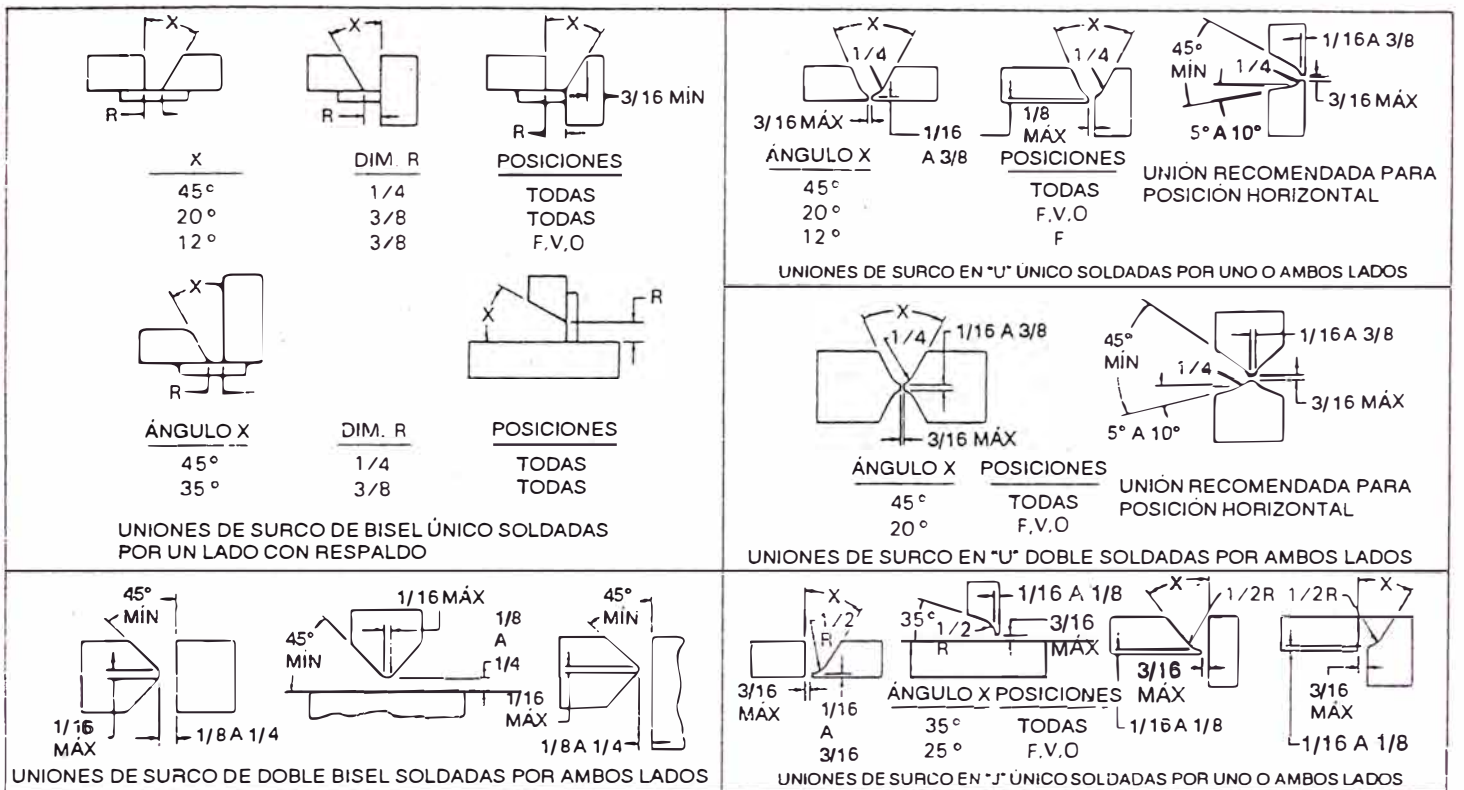 X X X
3/16 MÍN
R R R
X DIM. R POSICIONES
45° 1/4 TODAS
20° 3/8 TODAS
12° 3/8 F,V,O
X X R
R
ÁNGULO X DIM. R POSICIONES
45° 1/4 TODAS
35° 3/8 TODAS
UNIONES DE SURCO DE BISEL ÚNICO SOLDADAS
POR UN LADO CON RESPALDO
X X
1/4 1/4
3/16 MÁX 1/16 A 3/8 1/8 MÁX
45° MÍN 1/4 1/16 A 3/8
3/16 MÁX
5° A 10°
ÁNGULO X POSICIONES
45° TODAS
20° F,V,O
12° F
UNIÓN RECOMENDADA PARA
POSICIÓN HORIZONTAL
UNIONES DE SURCO EN "U" ÚNICO SOLDADAS POR UNO O AMBOS LADOS
X
1/4 1/16 A 3/8
3/16 MÁX
45° MÍN 1/4 1/16 A 3/8
3/16 MÁX
5° A 10°
ÁNGULO X POSICIONES
45° TODAS
20° F,V,O
UNIÓN RECOMENDADA PARA
POSICIÓN HORIZONTAL
UNIONES DE SURCO EN "U" DOBLE SOLDADAS POR AMBOS LADOS
45° MÍN
1/16 MÁX
1/8 A 1/4
45° MÍN
1/16 MÁX
1/8 A 1/4
45° MÍN
1/16 MÁX
1/8 A 1/4
UNIONES DE SURCO DE DOBLE BISEL SOLDADAS POR AMBOS LADOS
X
1/2 R
3/16 MÁX
1/16 A 3/16
35°
1/2 R
1/16 A 1/8
3/16 MÁX
X
1/2R
3/16 MÁX
1/16 A 1/8
X
1/2R
3/16 MÁX
1/16 A 1/8
ÁNGULO X POSICIONES
35° TODAS
25° F,V,O
UNIONES DE SURCO EN "J" ÚNICO SOLDADAS POR UNO O AMBOS LADOS